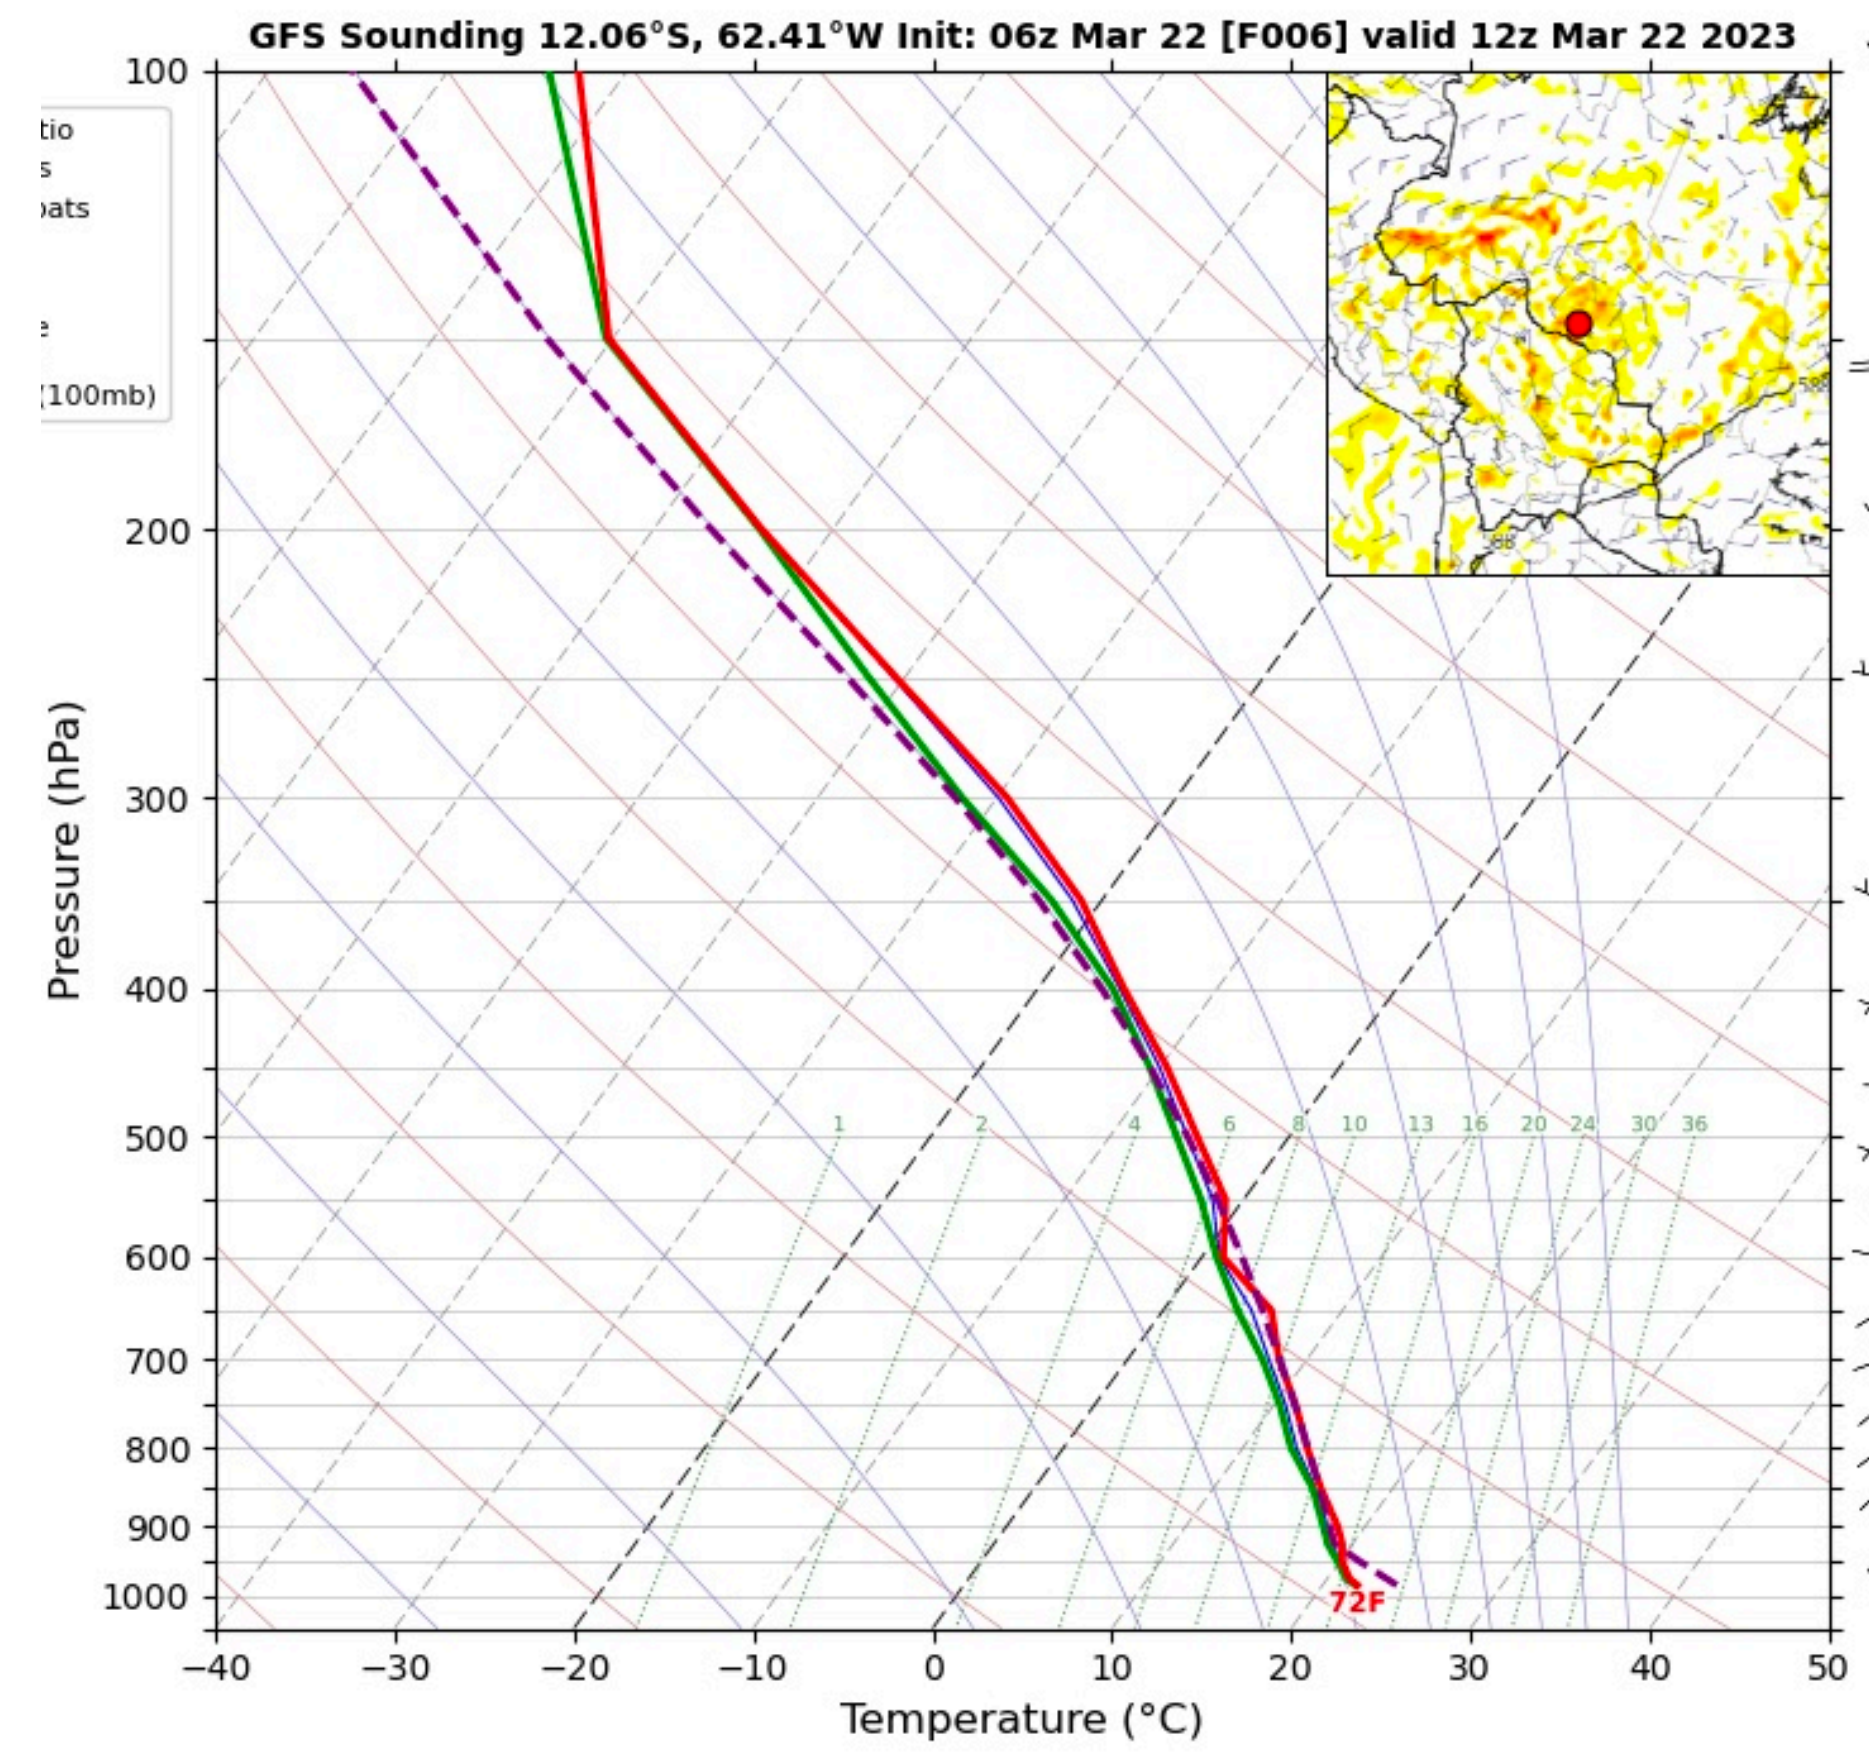 GFS Sounding 12.06°S, 62.41°W Init: 06z Mar 22 [F006] valid 12z Mar 22 2023
100
tio
s
oats
e
(100mb)
200
300
400
500
600
700
800
900
1000
Pressure (hPa)
1 2 4 6 8 10 13 16 20 24 30 36
72F
−40 −30 −20 −10 0 10 20 30 40 50
Temperature (°C)